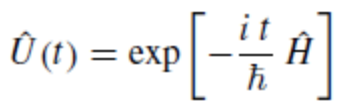 Û(t) = exp[−(i t/ħ) Ĥ]